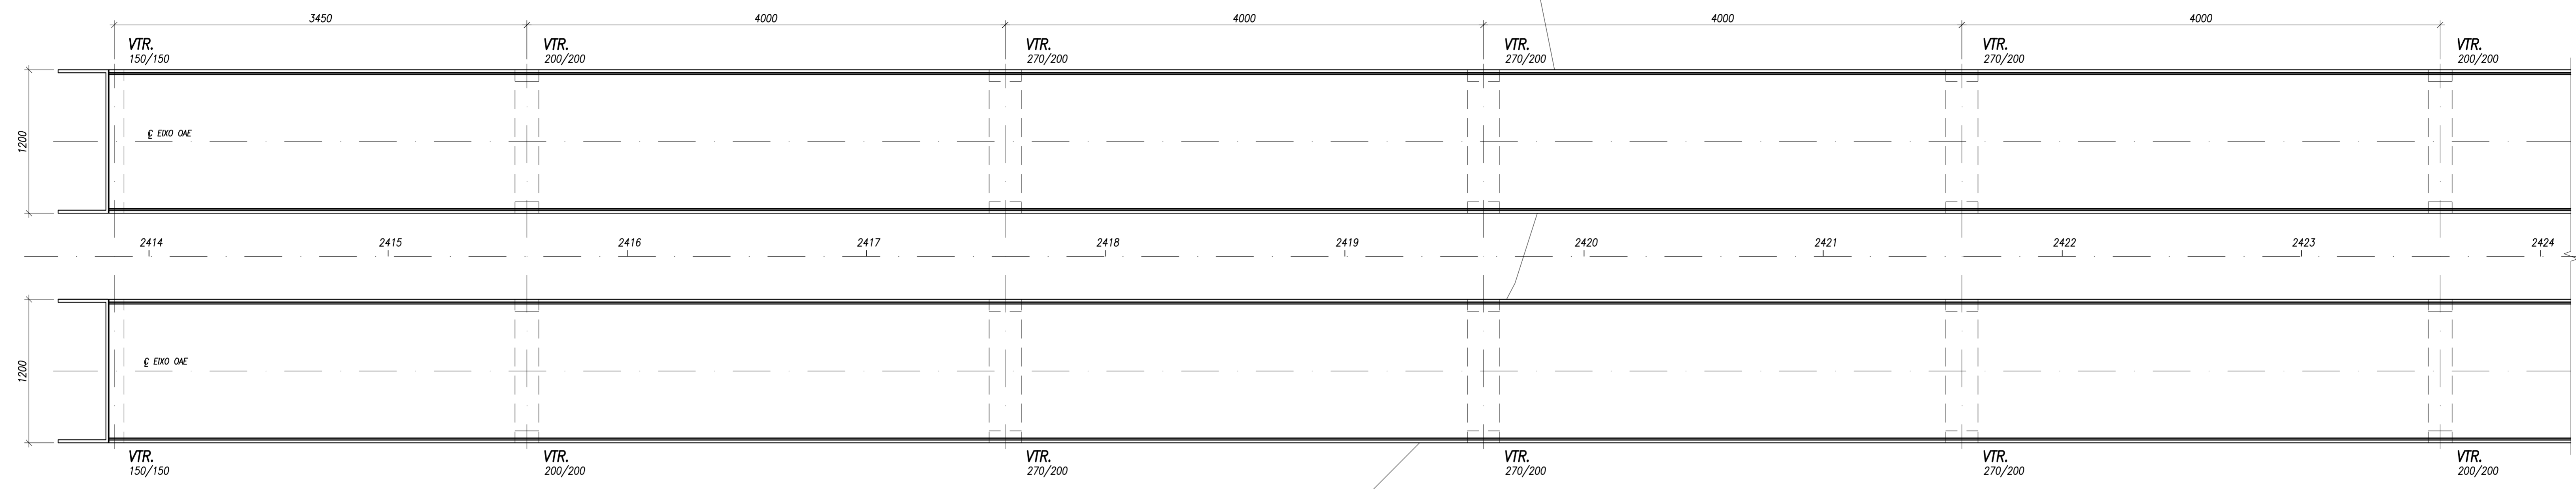 3450 4000 4000 4000 4000
VTR. VTR. VTR. VTR. VTR. VTR.
150/150 200/200 270/200 270/200 270/200 200/200
1200
℄ EIXO OAE
2414 2415 2416 2417 2418 2419 2420 2421 2422 2423 2424
1200
℄ EIXO OAE
VTR. VTR. VTR. VTR. VTR. VTR.
150/150 200/200 270/200 270/200 270/200 200/200